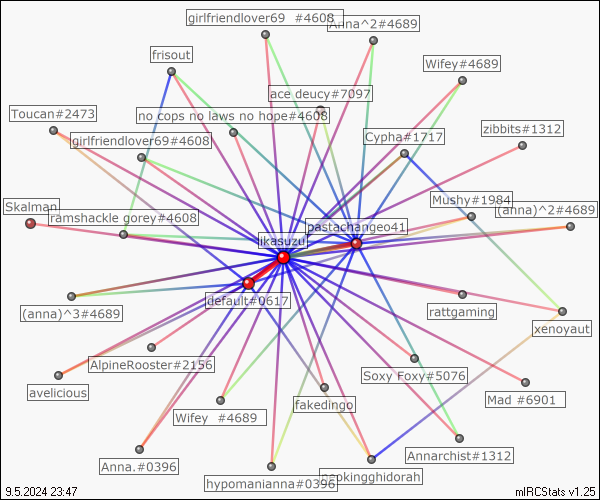 girlfriendlover69 #4608
Anna^2#4689
frisout
Wifey#4689
ace deucy#7097
Toucan#2473
no cops no laws no hope#4608
zibbits#1312
girlfriendlover69#4608
Cypha#1717
Mushy#1984
Skalman
ramshackle gorey#4608
(anna)^2#4689
pastachangeo41
ikasuzu
default#0617
(anna)^3#4689
rattgaming
xenoyaut
AlpineRooster#2156
Soxy Foxy#5076
avelicious
Mad #6901
fakedingo
Wifey #4689
Annarchist#1312
Anna.#0396
hypomanianna#0396
9.5.2024 23:47
mIRCStats v1.25